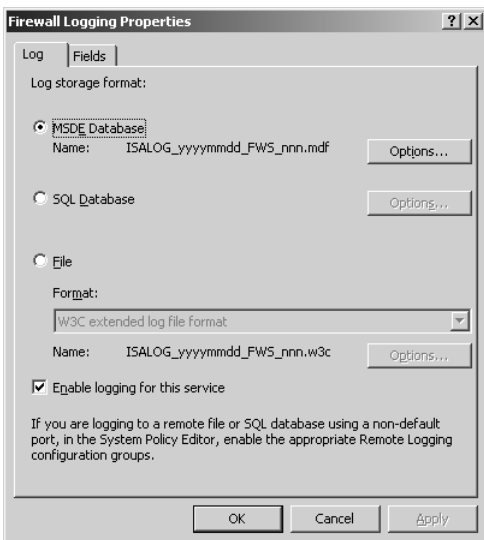 Firewall Logging Properties
Log
Fields
Log storage format:
MSDE Database
Name: ISALOG_yyyymmdd_FWS_nnn.mdf
Options...
SQL Database
Options...
File
Format:
W3C extended log file format
Name: ISALOG_yyyymmdd_FWS_nnn.w3c
Options...
Enable logging for this service
If you are logging to a remote file or SQL database using a non-default
port, in the System Policy Editor, enable the appropriate Remote Logging
configuration groups.
OK
Cancel
Apply